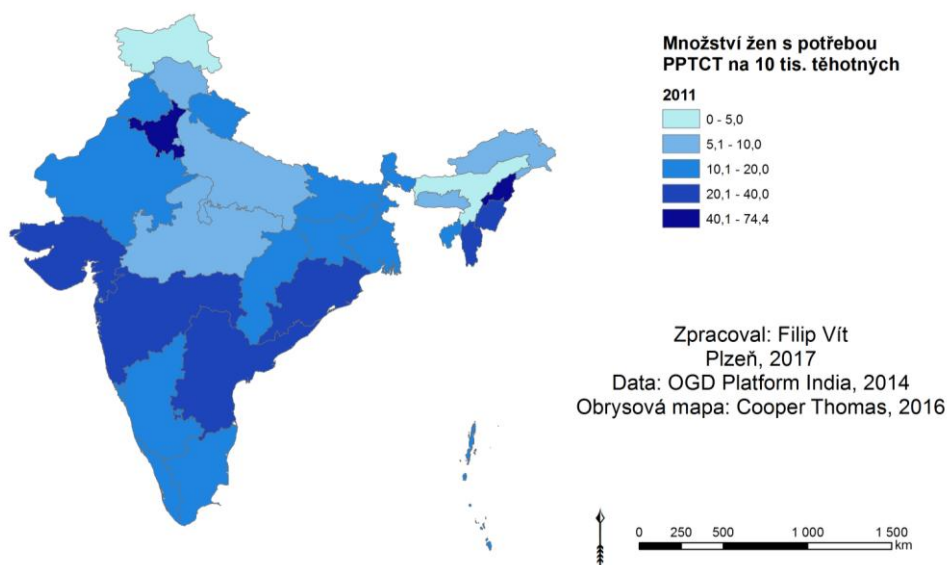 Množství žen s potřebou
PPTCT na 10 tis. těhotných
2011
0 - 5,0
5,1 - 10,0
10,1 - 20,0
20,1 - 40,0
40,1 - 74,4
Zpracoval: Filip Vít
Plzeň, 2017
Data: OGD Platform India, 2014
Obrysová mapa: Cooper Thomas, 2016
0 250 500 1 000 1 500
km